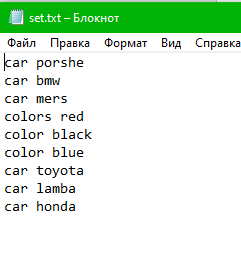 set.txt – Блокнот
Файл Правка Формат Вид Справка
car porshe
car bmw
car mers
colors red
color black
color blue
car toyota
car lamba
car honda